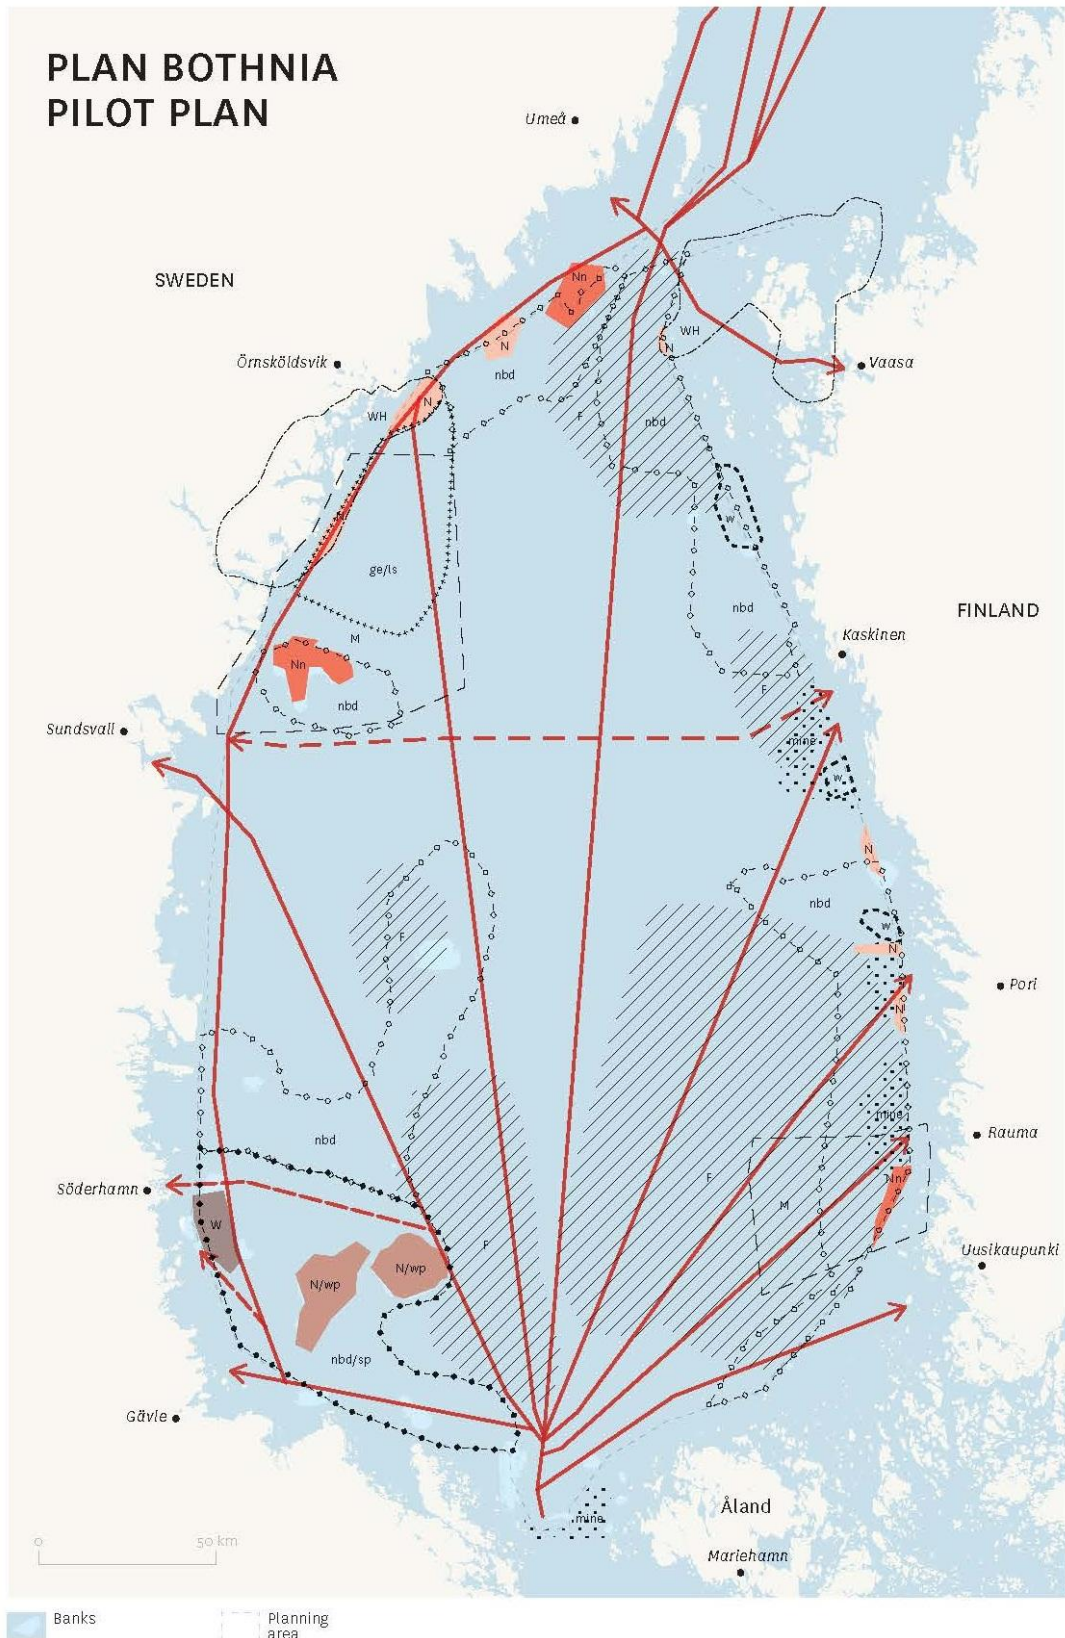 PLAN BOTHNIA
PILOT PLAN
Umeå
SWEDEN
Nn
WH
N
N
Vaasa
Örnsköldsvik
nbd
N
WH
F
nbd
W
ge/ls
nbd
FINLAND
Kaskinen
M
Nn
F
nbd
Sundsvall
mine
W
N
nbd
W
F
N
Pori
N
mine
Rauma
nbd
F
Nn
Söderhamn
M
W
F
Uusikaupunki
N/wp
N/wp
nbd/sp
Gävle
Åland
mine
0
50 km
Mariehamn
Banks
Planning
area